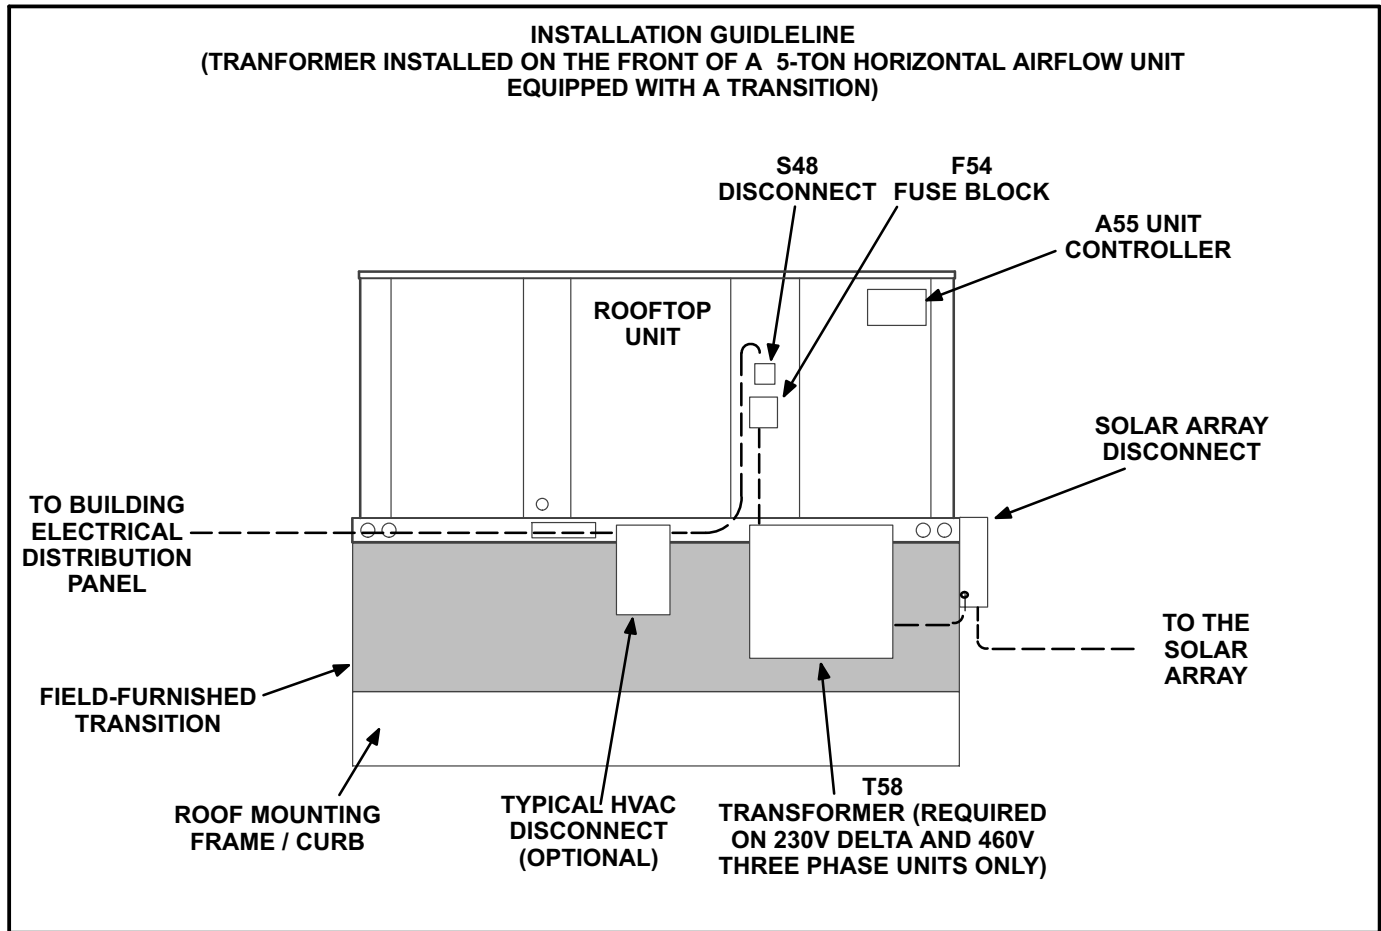 INSTALLATION GUIDLELINE
(TRANFORMER INSTALLED ON THE FRONT OF A 5-TON HORIZONTAL AIRFLOW UNIT
EQUIPPED WITH A TRANSITION)
S48
DISCONNECT
F54
FUSE BLOCK
A55 UNIT
CONTROLLER
ROOFTOP
UNIT
SOLAR ARRAY
DISCONNECT
TO BUILDING
ELECTRICAL
DISTRIBUTION
PANEL
TO THE
SOLAR
ARRAY
FIELD-FURNISHED
TRANSITION
ROOF MOUNTING
FRAME / CURB
TYPICAL HVAC
DISCONNECT
(OPTIONAL)
T58
TRANSFORMER (REQUIRED
ON 230V DELTA AND 460V
THREE PHASE UNITS ONLY)